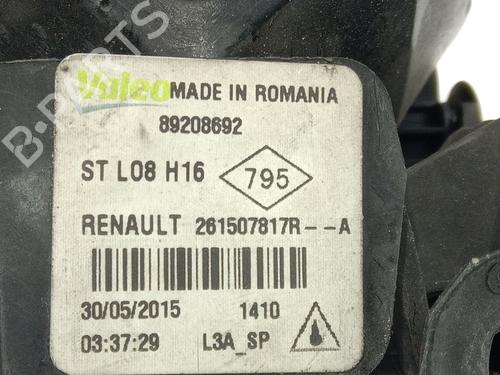 Valeo MADE IN ROMANIA
89208692
ST L08 H16 795
RENAULT 261507817R--A
30/05/2015 1410
03:37:29 L3A_SP
B-PARTS